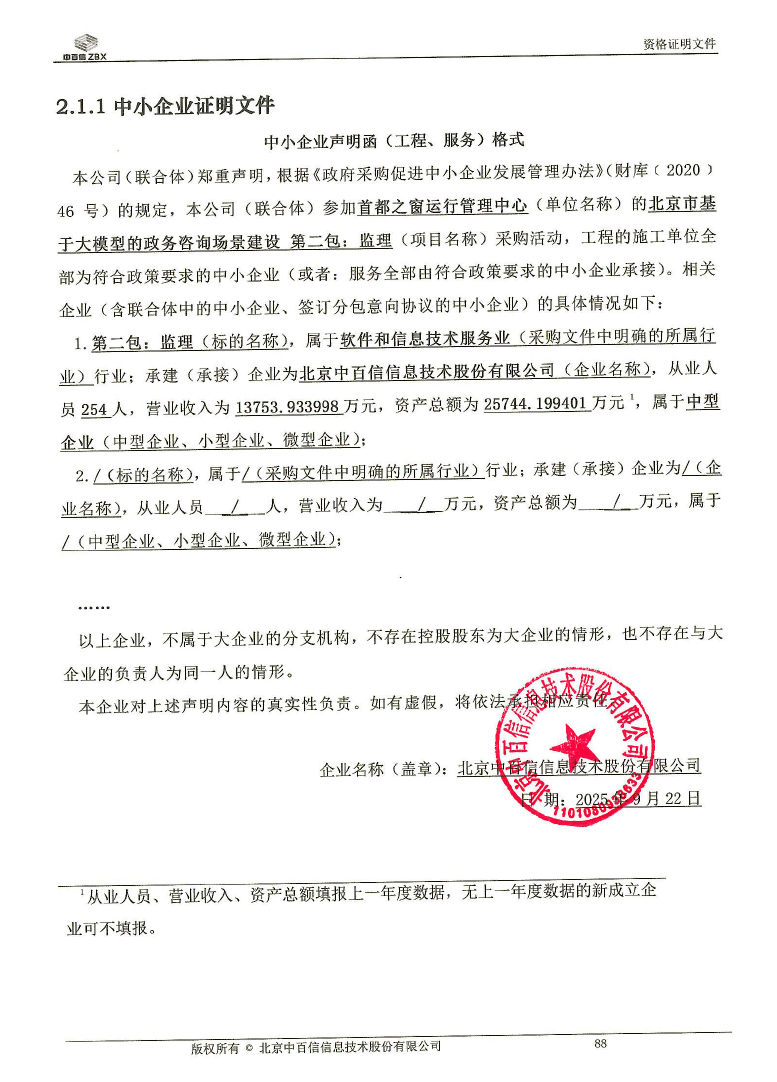 中百信 ZBX
资格证明文件
2.1.1 中小企业证明文件
中小企业声明函（工程、服务）格式
本公司（联合体）郑重声明，根据《政府采购促进中小企业发展管理办法》（财库﹝2020﹞
46 号）的规定，本公司（联合体）参加首都之窗运行管理中心（单位名称）的北京市基
于大模型的政务咨询场景建设 第二包：监理（项目名称）采购活动，工程的施工单位全
部为符合政策要求的中小企业（或者：服务全部由符合政策要求的中小企业承接）。相关
企业（含联合体中的中小企业、签订分包意向协议的中小企业）的具体情况如下：
1. 第二包：监理（标的名称），属于软件和信息技术服务业（采购文件中明确的所属行
业）行业；承建（承接）企业为北京中百信信息技术股份有限公司（企业名称），从业人
员 254 人，营业收入为 13753.933998 万元，资产总额为 25744.199401 万元 ¹，属于中型
企业（中型企业、小型企业、微型企业）；
2. /（标的名称），属于/（采购文件中明确的所属行业）行业；承建（承接）企业为/（企
业名称），从业人员 / 人，营业收入为 / 万元，资产总额为 / 万元，属于
/（中型企业、小型企业、微型企业）；
……
以上企业，不属于大企业的分支机构，不存在控股股东为大企业的情形，也不存在与大
企业的负责人为同一人的情形。
本企业对上述声明内容的真实性负责。如有虚假，将依法承担相应责任。
企业名称（盖章）：北京中百信信息技术股份有限公司
日 期：2025 年 9 月 22 日
北京中百信信息技术股份有限公司
¹从业人员、营业收入、资产总额填报上一年度数据，无上一年度数据的新成立企
业可不填报。
版权所有 © 北京中百信信息技术股份有限公司
88